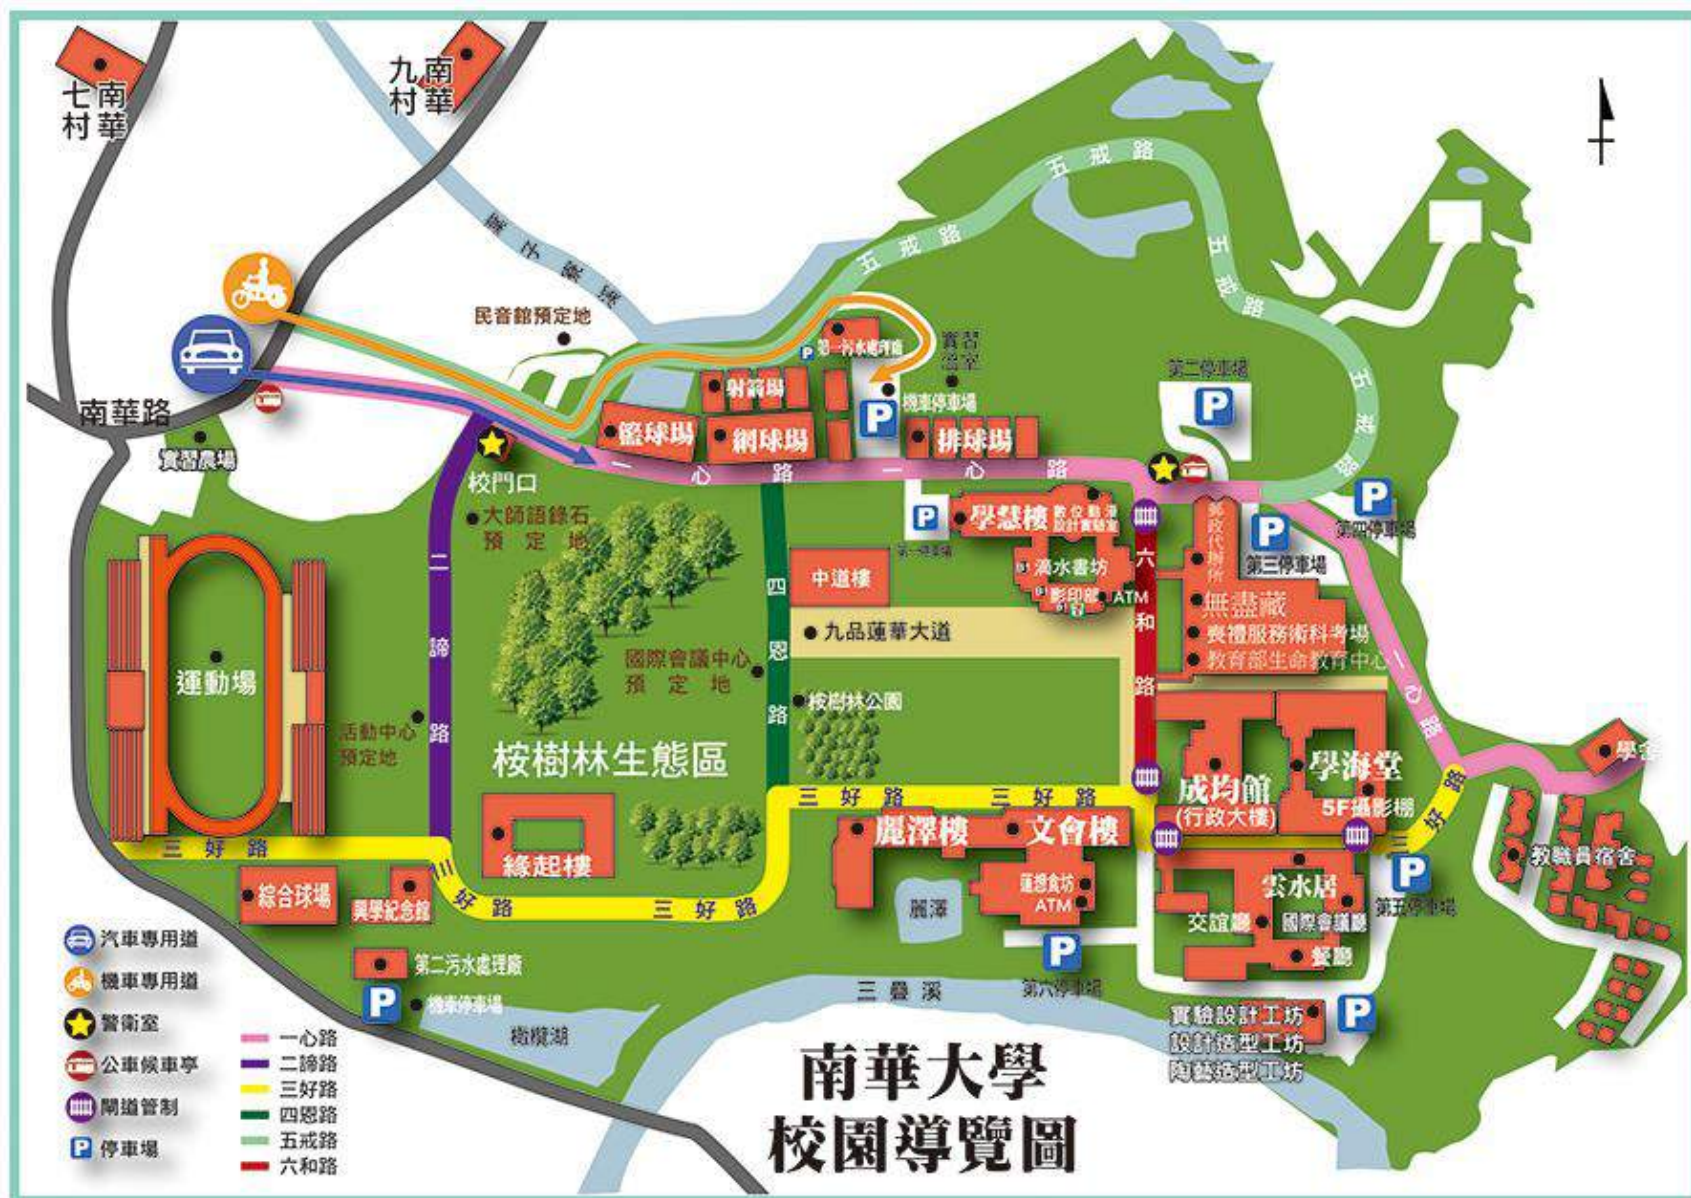 南華
七村
南華
九村
崁子腳溪
五戒路
五戒路
五戒路
五戒路
民音館預定地
第一污水處理廠
實習
溫室
射箭場
機車停車場
第二停車場
南華路
實習農場
籃球場
網球場
排球場
一心路
一心路
校門口
大師語錄石
預定地
學慧樓
第一停車場
滴水書坊
影印部
ATM
郵政代辦所
第三停車場
第四停車場
二諦路
四恩路
六和路
一心路
中道樓
無盡藏
喪禮服務術科考場
教育部生命教育中心
九品蓮華大道
國際會議中心
預定地
運動場
活動中心
預定地
桉樹林公園
桉樹林生態區
成均館
(行政大樓)
學海堂
5F攝影棚
學舍
三好路
三好路
三好路
三好路
三好路
三好路
緣起樓
麗澤樓
文會樓
綜合球場
興學紀念館
蓮想食坊
ATM
麗澤
雲水居
交誼廳
國際會議廳
餐廳
第五停車場
教職員宿舍
第二污水處理廠
機車停車場
橄欖湖
三疊溪
第六停車場
實驗設計工坊
設計造型工坊
陶藝造型工坊
汽車專用道
機車專用道
警衛室
公車候車亭
閘道管制
P 停車場
一心路
二諦路
三好路
四恩路
五戒路
六和路
南華大學
校園導覽圖